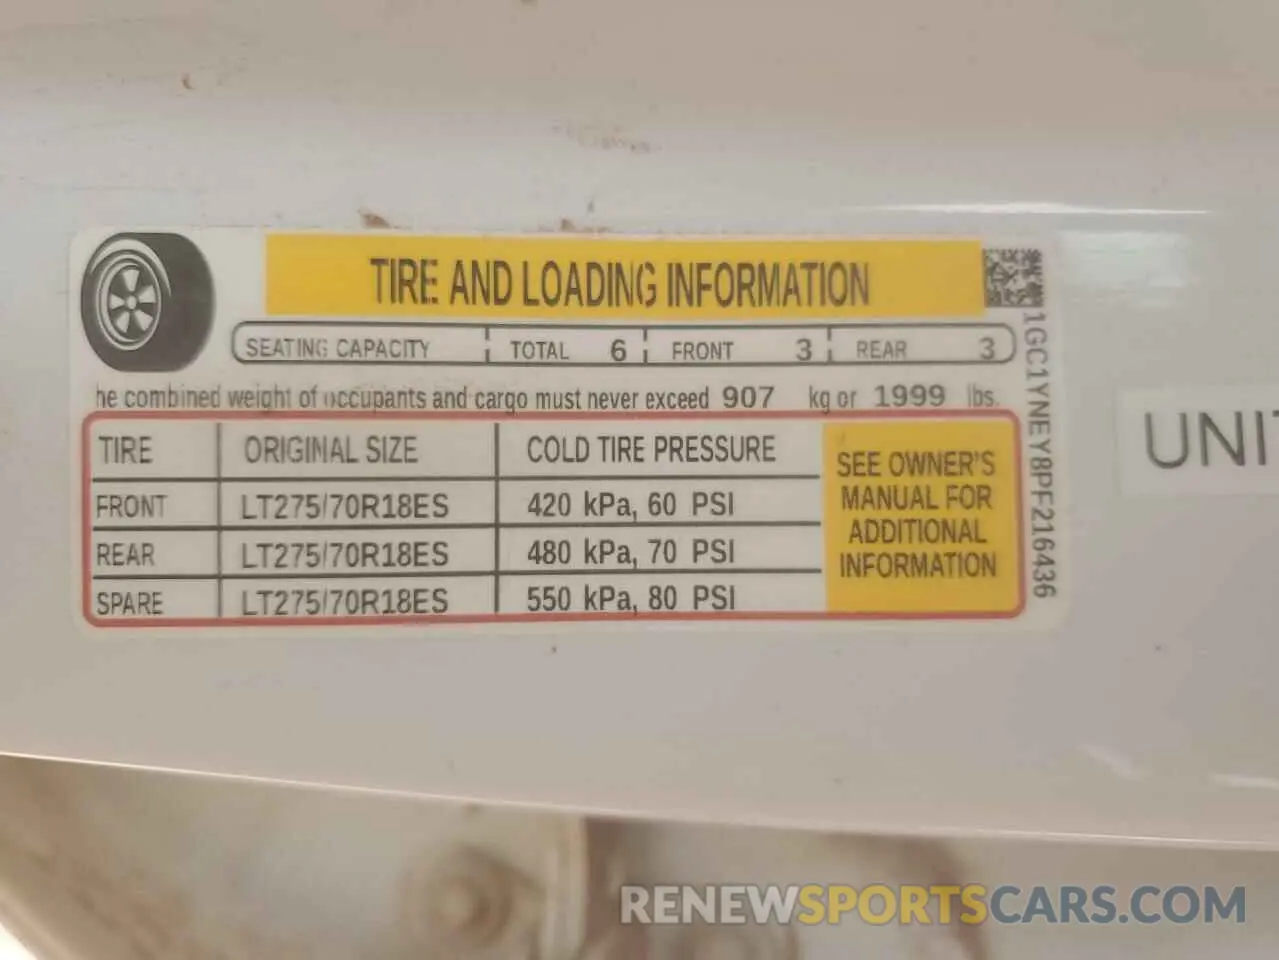 TIRE AND LOADING INFORMATION
SEATING CAPACITY TOTAL 6 FRONT 3 REAR 3
he combined weight of occupants and cargo must never exceed 907 kg or 1999 lbs.
TIRE ORIGINAL SIZE COLD TIRE PRESSURE
FRONT LT275/70R18ES 420 kPa, 60 PSI
REAR LT275/70R18ES 480 kPa, 70 PSI
SPARE LT275/70R18ES 550 kPa, 80 PSI
SEE OWNER'S
MANUAL FOR
ADDITIONAL
INFORMATION
1GC1YNEY8PF216436
UNIT
RENEWSPORTSCARS.COM